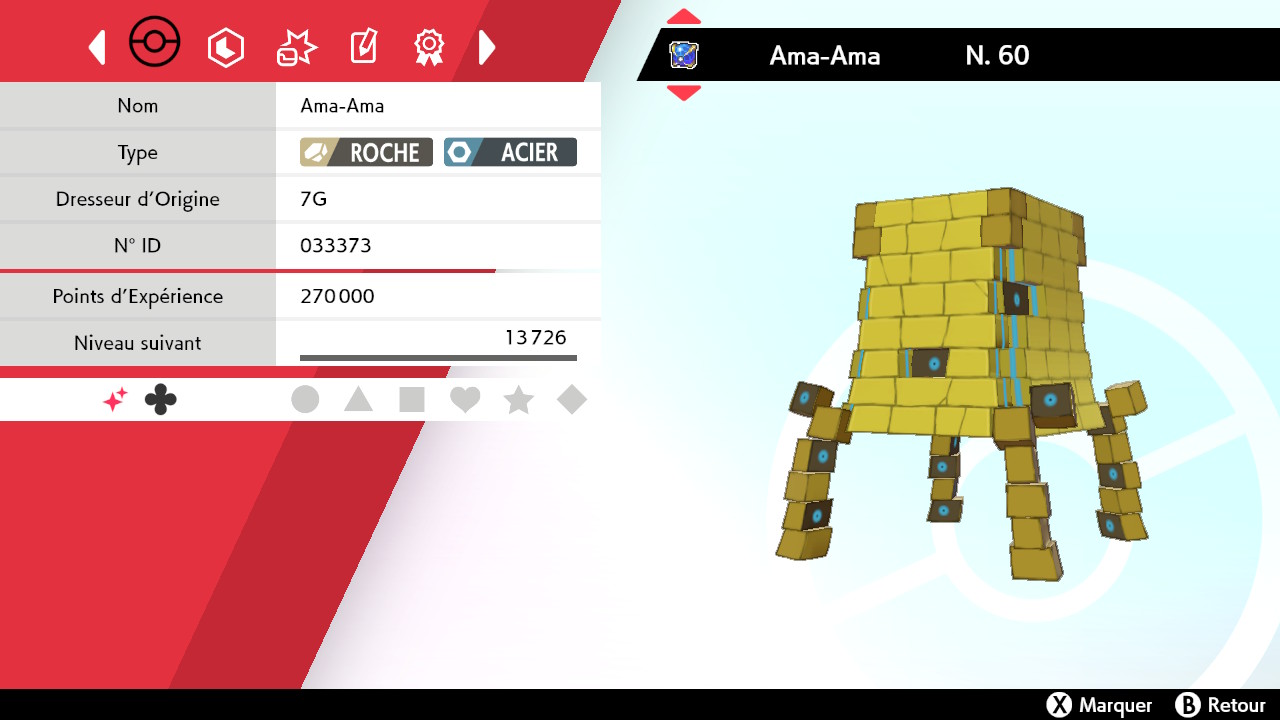 Ama-Ama N. 60
Nom Ama-Ama
Type ROCHE ACIER
Dresseur d'Origine 7G
N° ID 033373
Points d'Expérience 270 000
Niveau suivant 13 726
X Marquer B Retour